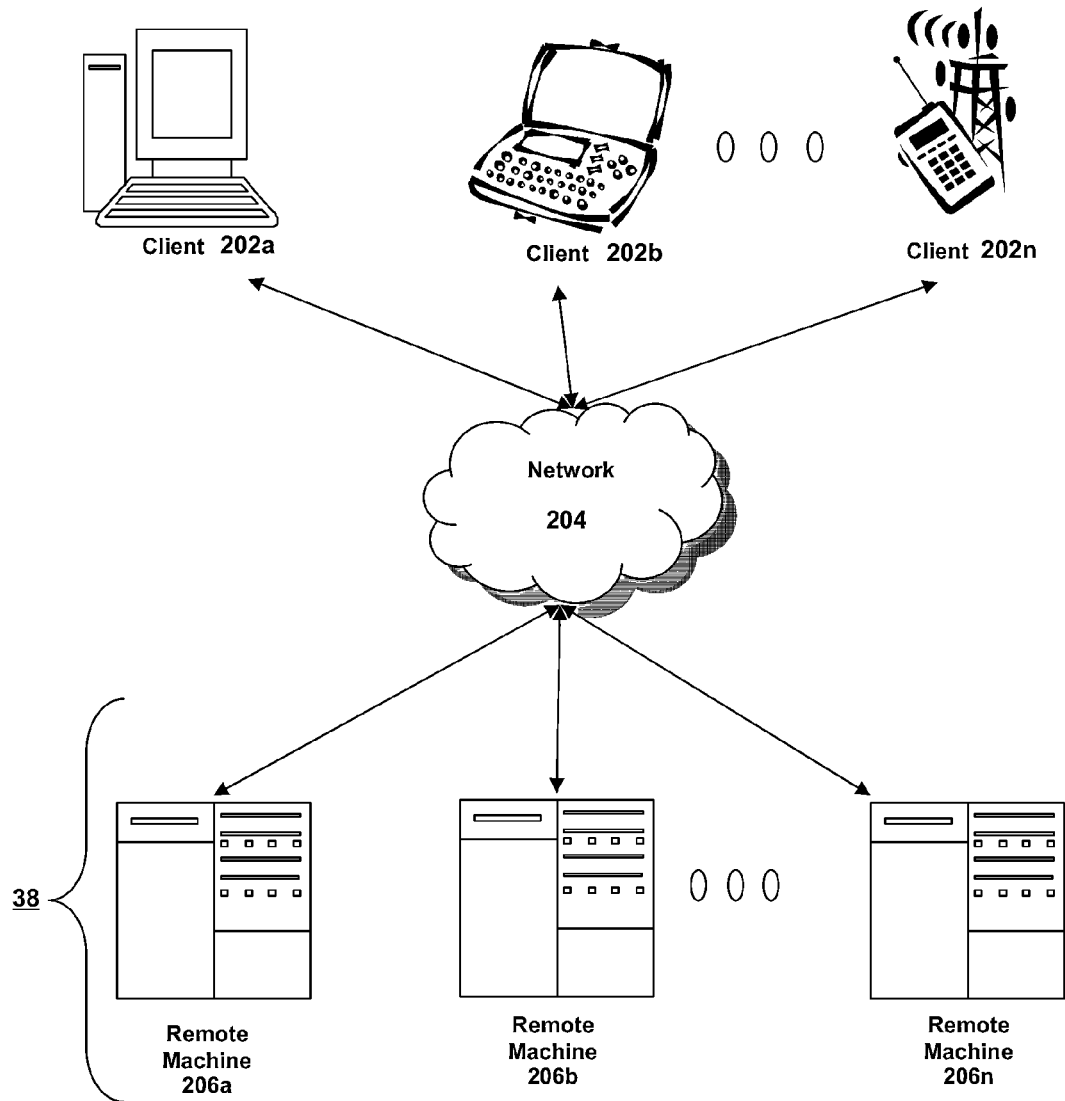 Client 202a
Client 202b
Client 202n
Network
204
38
Remote
Machine
206a
Remote
Machine
206b
Remote
Machine
206n